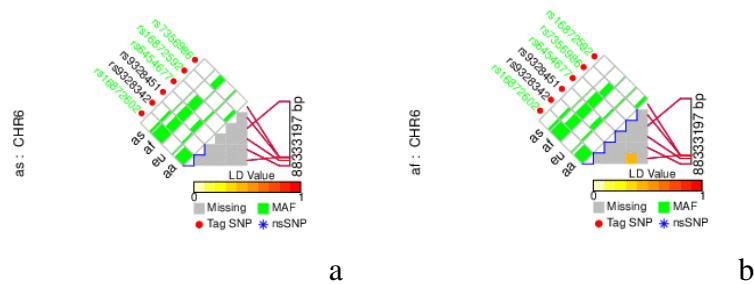 as : CHR6
rs7356986
rs16872592
rs6454677
rs9328451
rs9328342
rs16872602
as
af
eu
aa
88333197 bp
LD Value
0 1
Missing MAF
Tag SNP nsSNP
a
af : CHR6
rs16872592
rs7356986
rs6454677
rs9328451
rs9328342
rs16872602
as
af
eu
aa
88333197 bp
LD Value
0 1
Missing MAF
Tag SNP nsSNP
b